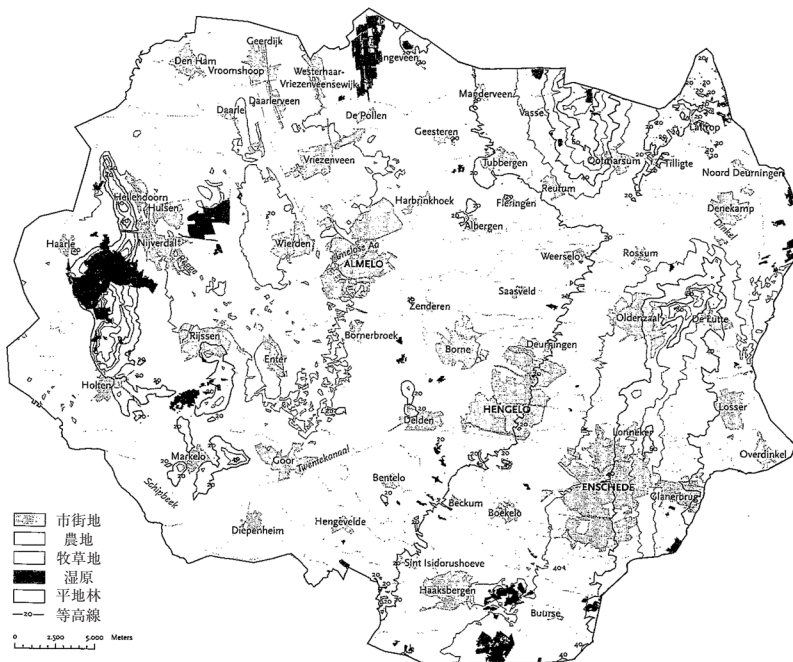 Geerdijk
Den Ham
Vroomshoop
Westerhaar-
Vriezenveensewijk
Daarlerveen
Daarle
De Pollen
Manderveen
Vasse
Geesteren
Vriezenveen
Tubbergen
Ootmarsum
Lattrop
Tilligte
Noord Deurningen
Hellendoorn
Hulsen
Harbrinkhoek
Fleringen
Reutum
Denekamp
Dinkel
Albergen
Haarle
Nijverdal
Regge
Wierden
ALMELO
Weerselo
Rossum
Saasveld
Zenderen
Oldenzaal
De Lutte
Bornerbroek
Rijssen
Enter
Borne
Deurningen
Holten
HENGELO
Delden
Losser
Lonneker
Markelo
Goor
Twentekanaal
Overdinkel
Schipbeek
Bentelo
ENSCHEDE
Glanerbrug
Beckum
Boekelo
Diepenheim
Hengevelde
Sint Isidorushoeve
Haaksbergen
Buurse
市街地
農地
牧草地
湿原
平地林
20 等高線
0 2.500 5.000 Meters